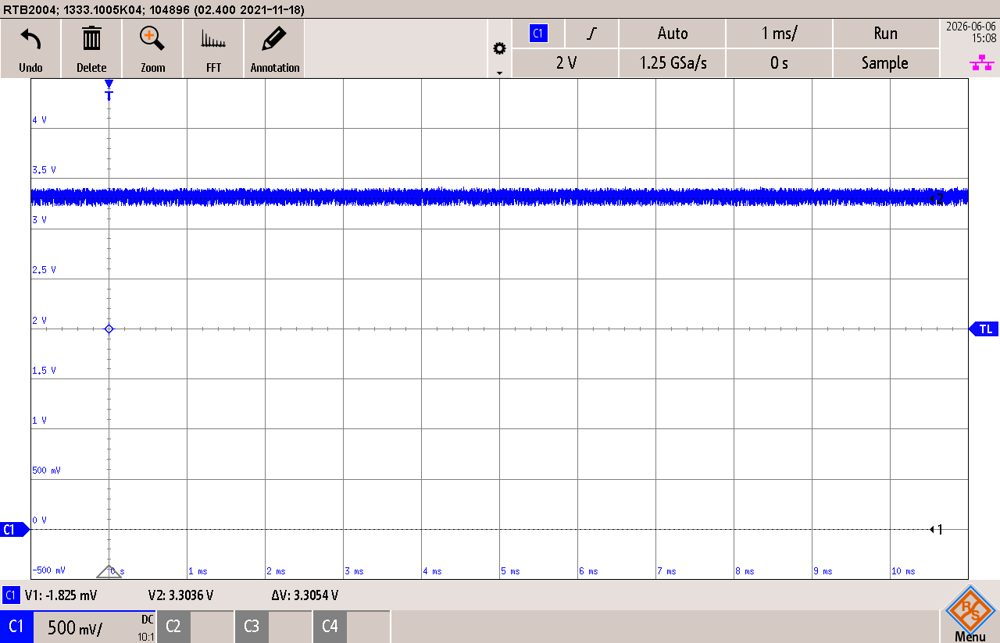 RTB2004; 1333.1005K04; 104896 (02.400 2021-11-18)
Undo
Delete
Zoom
FFT
Annotation
C1
Auto
1 ms/
Run
2 V
1.25 GSa/s
0 s
Sample
2026-06-06
15:08
T
4 V
3.5 V
3 V
2.5 V
2 V
1.5 V
1 V
500 mV
0 V
-500 mV
2
TL
C1
1
0 s
1 ms
2 ms
3 ms
4 ms
5 ms
6 ms
7 ms
8 ms
9 ms
10 ms
C1 V1: -1.825 mV V2: 3.3036 V ΔV: 3.3054 V
C1
500 mV/
DC
10:1
C2
C3
C4
R
S
Menu